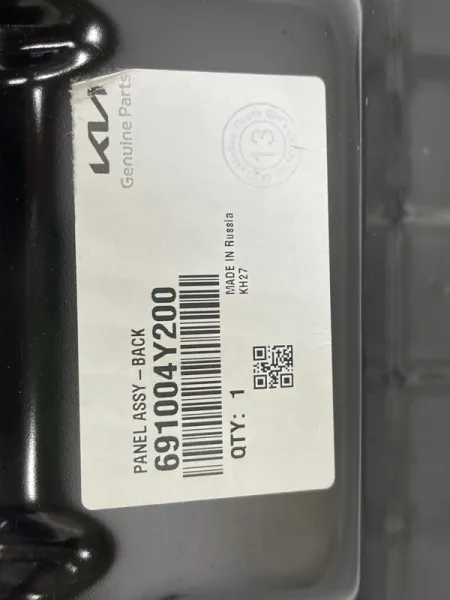 KIA
Genuine Parts
13
PANEL ASSY-BACK
691004Y200
MADE IN Russia
KH27
QTY: 1